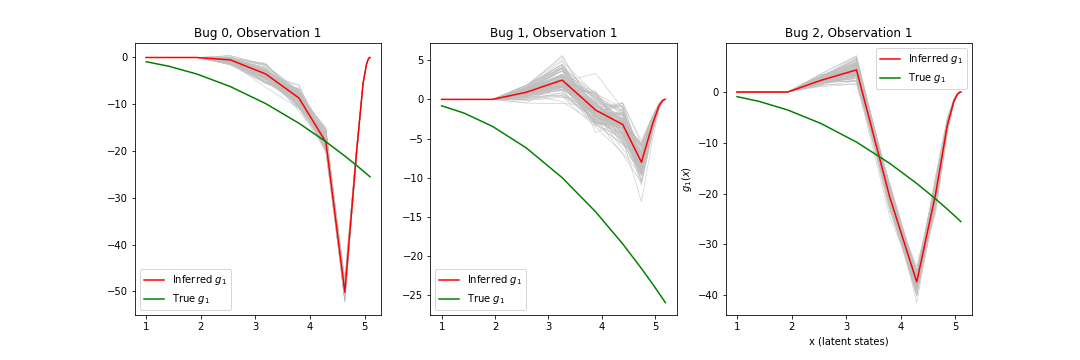 Bug 0, Observation 1
0
−10
−20
−30
−40
−50
Inferred g₁
True g₁
1 2 3 4 5
Bug 1, Observation 1
5
0
−5
−10
−15
−20
−25
Inferred g₁
True g₁
1 2 3 4 5
Bug 2, Observation 1
g₁(x)
0
−10
−20
−30
−40
Inferred g₁
True g₁
1 2 3 4 5
x (latent states)